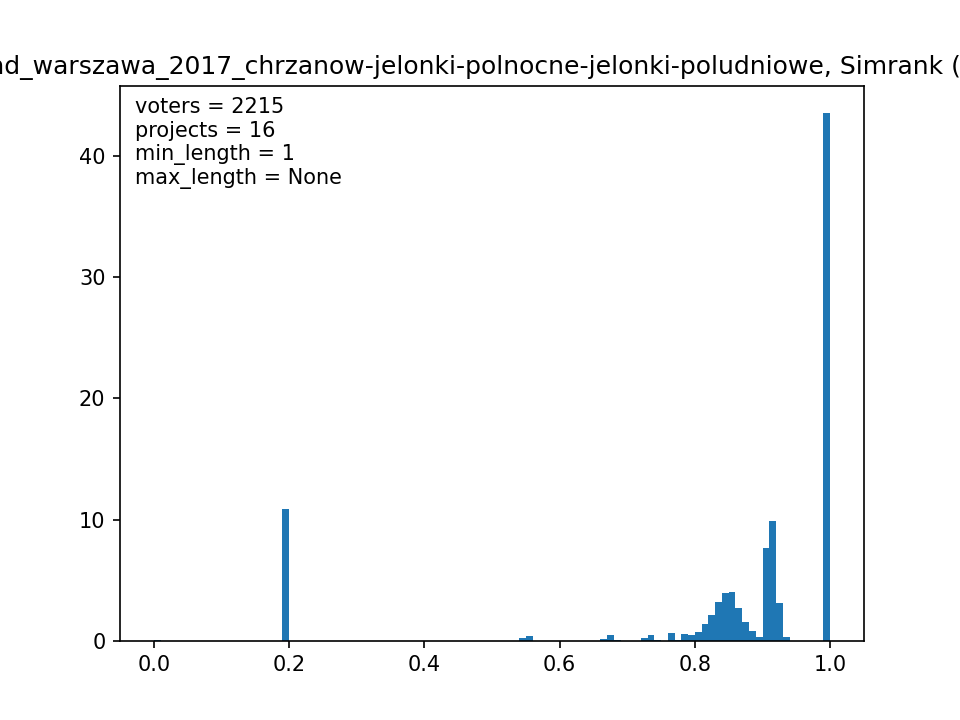 nd_warszawa_2017_chrzanow-jelonki-polnocne-jelonki-poludniowe, Simrank (
voters = 2215
projects = 16
min_length = 1
max_length = None
40
30
20
10
0
0.0 0.2 0.4 0.6 0.8 1.0